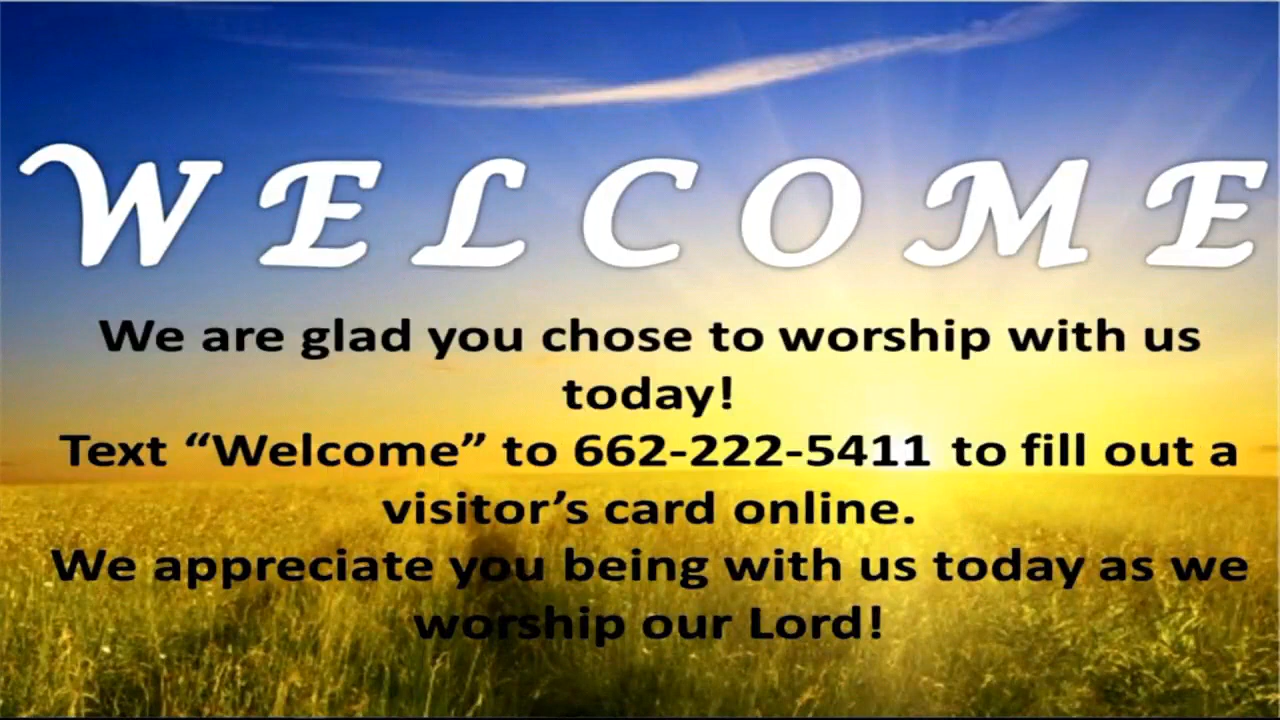 WELCOME
We are glad you chose to worship with us
today!
Text “Welcome” to 662-222-5411 to fill out a
visitor’s card online.
We appreciate you being with us today as we
worship our Lord!